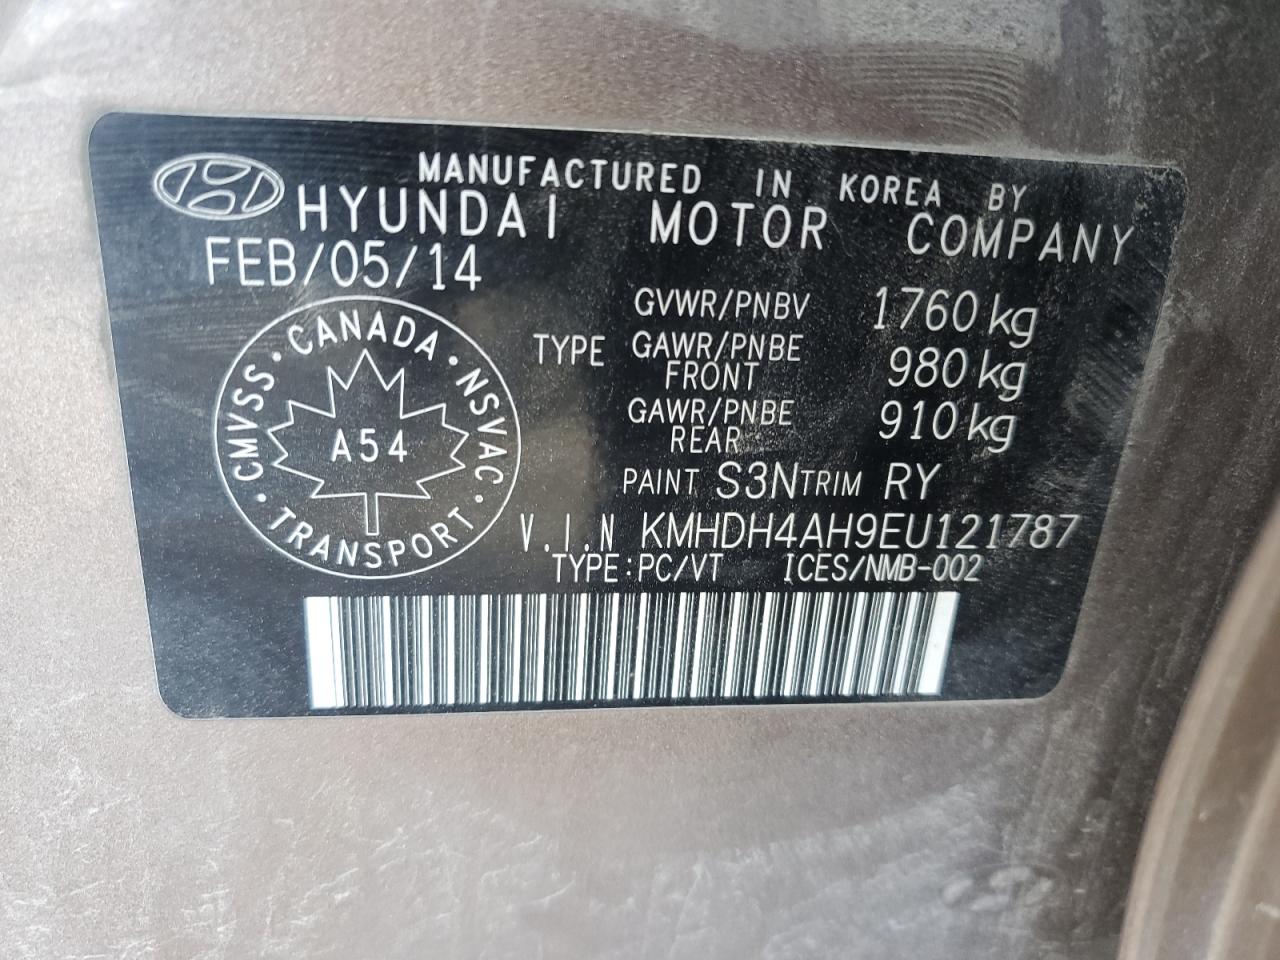 MANUFACTURED IN KOREA BY
HYUNDAI MOTOR COMPANY
FEB/05/14
GVWR/PNBV 1760 kg
TYPE GAWR/PNBE FRONT 980 kg
GAWR/PNBE REAR 910 kg
PAINT S3N TRIM RY
V.I.N KMHDH4AH9EU121787
TYPE:PC/VT ICES/NMB-002
CANADA · NSVAC · TRANSPORT · CMVSS ·
A54